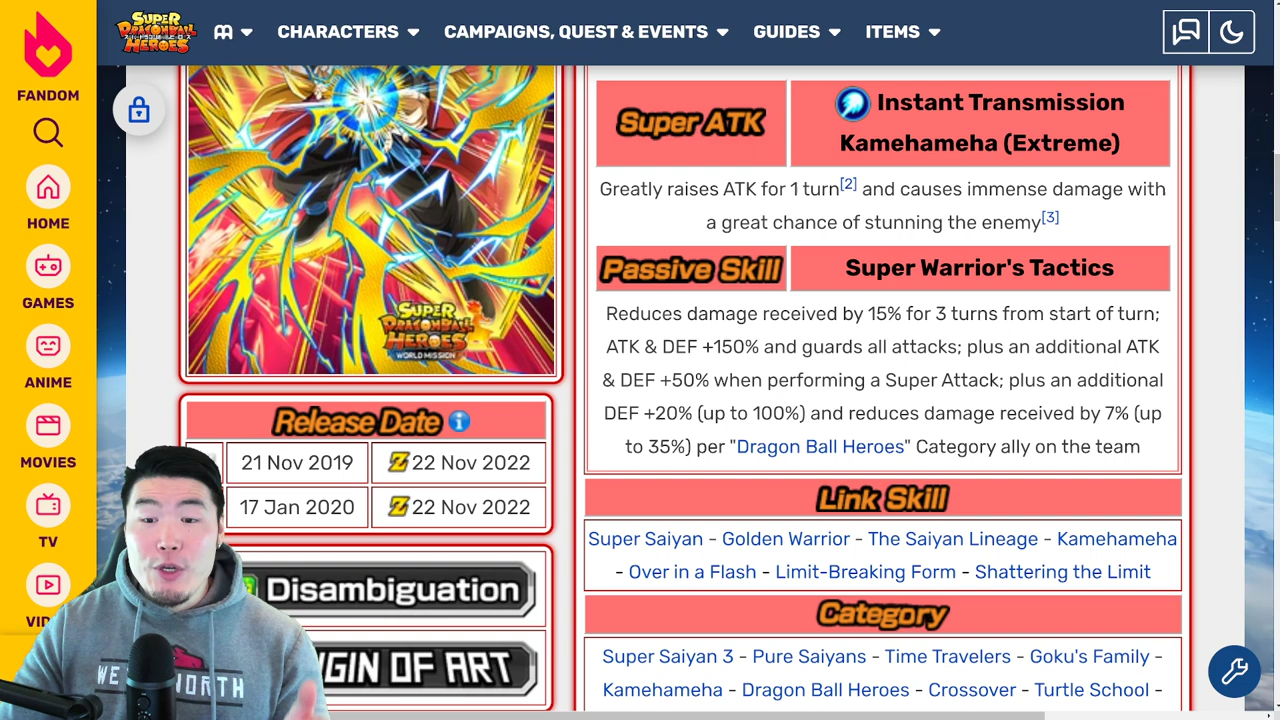 SUPER DRAGON BALL HEROES
CHARACTERS
CAMPAIGNS, QUEST & EVENTS
GUIDES
ITEMS
FANDOM
HOME
GAMES
ANIME
MOVIES
TV
Super ATK
Instant Transmission
Kamehameha (Extreme)
Greatly raises ATK for 1 turn[2] and causes immense damage with
a great chance of stunning the enemy[3]
Passive Skill
Super Warrior's Tactics
Reduces damage received by 15% for 3 turns from start of turn;
ATK & DEF +150% and guards all attacks; plus an additional ATK
& DEF +50% when performing a Super Attack; plus an additional
DEF +20% (up to 100%) and reduces damage received by 7% (up
to 35%) per "Dragon Ball Heroes" Category ally on the team
Link Skill
Super Saiyan - Golden Warrior - The Saiyan Lineage - Kamehameha
- Over in a Flash - Limit-Breaking Form - Shattering the Limit
Category
Super Saiyan 3 - Pure Saiyans - Time Travelers - Goku's Family -
Kamehameha - Dragon Ball Heroes - Crossover - Turtle School -
SUPER
DRAGON BALL
HEROES
WORLD MISSION
Release Date
21 Nov 2019
Z 22 Nov 2022
17 Jan 2020
Z 22 Nov 2022
Disambiguation
IGIN OF ART